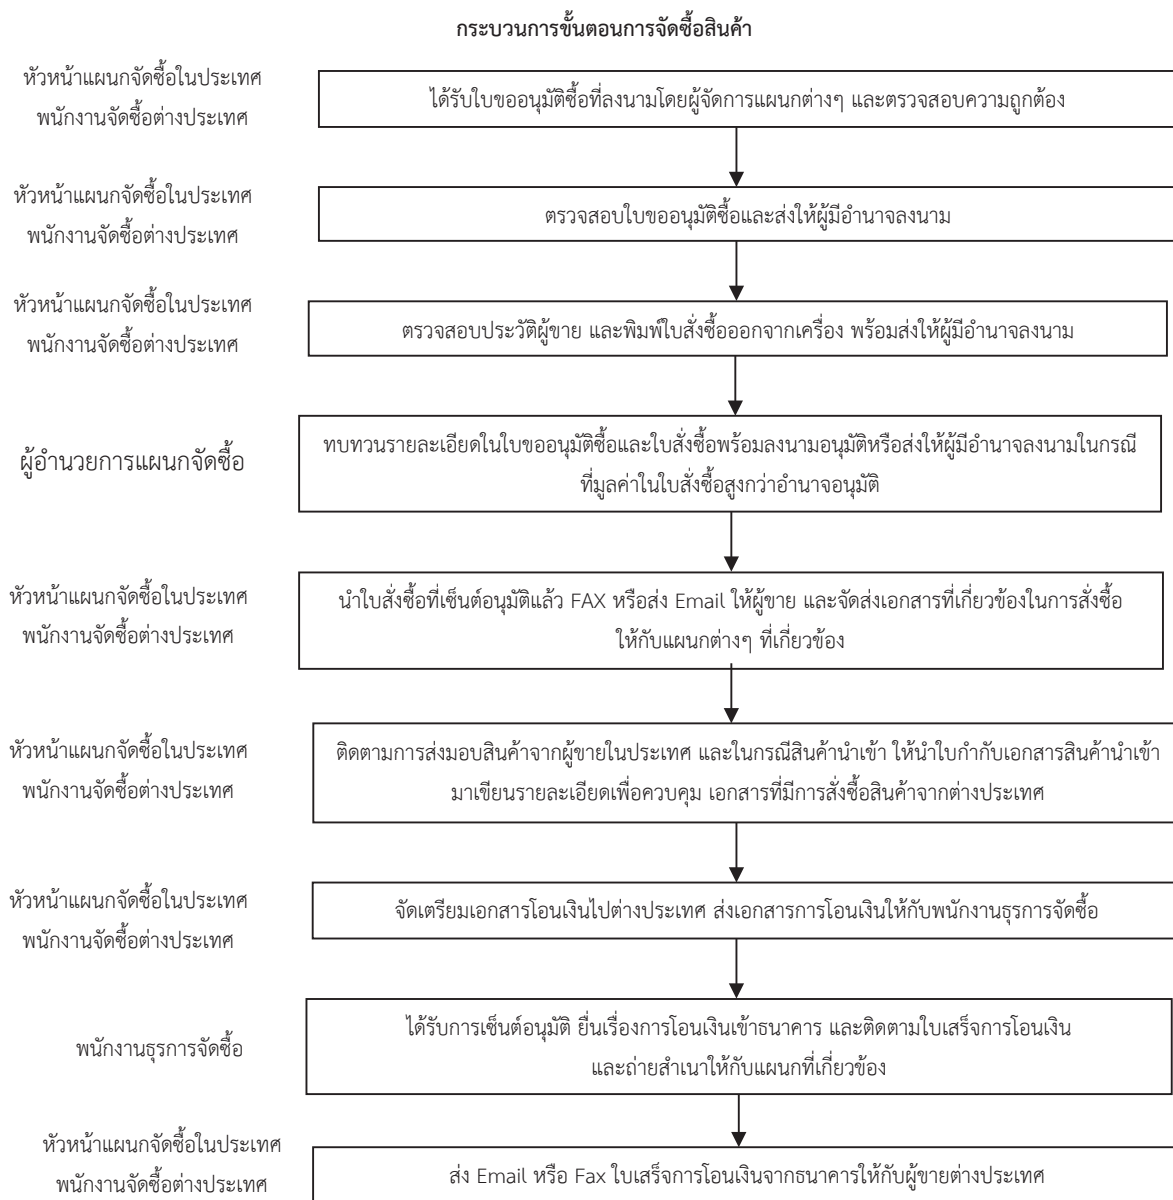 กระบวนการขั้นตอนการจัดซื้อสินค้า
หัวหน้าแผนกจัดซื้อในประเทศ
พนักงานจัดซื้อต่างประเทศ
ได้รับใบขออนุมัติซื้อที่ลงนามโดยผู้จัดการแผนกต่างๆ และตรวจสอบความถูกต้อง
หัวหน้าแผนกจัดซื้อในประเทศ
พนักงานจัดซื้อต่างประเทศ
ตรวจสอบใบขออนุมัติซื้อและส่งให้ผู้มีอำนาจลงนาม
หัวหน้าแผนกจัดซื้อในประเทศ
พนักงานจัดซื้อต่างประเทศ
ตรวจสอบประวัติผู้ขาย และพิมพ์ใบสั่งซื้อออกจากเครื่อง พร้อมส่งให้ผู้มีอำนาจลงนาม
ผู้อำนวยการแผนกจัดซื้อ
ทบทวนรายละเอียดในใบขออนุมัติซื้อและใบสั่งซื้อพร้อมลงนามอนุมัติหรือส่งให้ผู้มีอำนาจลงนามในกรณี
ที่มูลค่าในใบสั่งซื้อสูงกว่าอำนาจอนุมัติ
หัวหน้าแผนกจัดซื้อในประเทศ
พนักงานจัดซื้อต่างประเทศ
นำใบสั่งซื้อที่เซ็นต์อนุมัติแล้ว FAX หรือส่ง Email ให้ผู้ขาย และจัดส่งเอกสารที่เกี่ยวข้องในการสั่งซื้อ
ให้กับแผนกต่างๆ ที่เกี่ยวข้อง
หัวหน้าแผนกจัดซื้อในประเทศ
พนักงานจัดซื้อต่างประเทศ
ติดตามการส่งมอบสินค้าจากผู้ขายในประเทศ และในกรณีสินค้านำเข้า ให้นำใบกำกับเอกสารสินค้านำเข้า
มาเขียนรายละเอียดเพื่อควบคุม เอกสารที่มีการสั่งซื้อสินค้าจากต่างประเทศ
หัวหน้าแผนกจัดซื้อในประเทศ
พนักงานจัดซื้อต่างประเทศ
จัดเตรียมเอกสารโอนเงินไปต่างประเทศ ส่งเอกสารการโอนเงินให้กับพนักงานธุรการจัดซื้อ
พนักงานธุรการจัดซื้อ
ได้รับการเซ็นต์อนุมัติ ยื่นเรื่องการโอนเงินเข้าธนาคาร และติดตามใบเสร็จการโอนเงิน
และถ่ายสำเนาให้กับแผนกที่เกี่ยวข้อง
หัวหน้าแผนกจัดซื้อในประเทศ
พนักงานจัดซื้อต่างประเทศ
ส่ง Email หรือ Fax ใบเสร็จการโอนเงินจากธนาคารให้กับผู้ขายต่างประเทศ